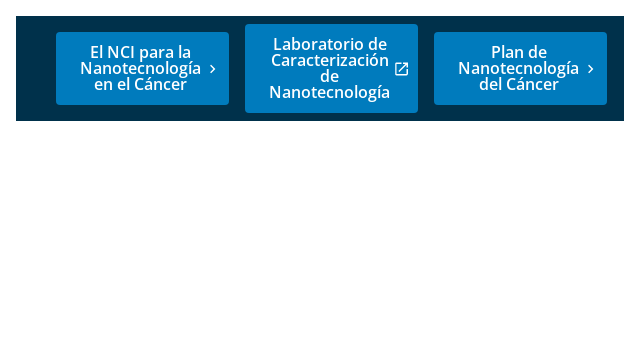 El NCI para la
Nanotecnología
en el Cáncer
Laboratorio de
Caracterización
de
Nanotecnología
Plan de
Nanotecnología
del Cáncer